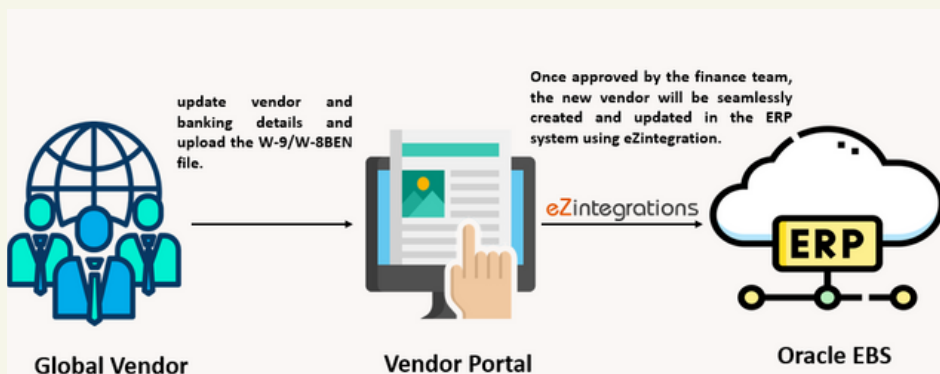 update vendor and
banking details and
upload the W-9/W-8BEN
file.
Once approved by the finance team,
the new vendor will be seamlessly
created and updated in the ERP
system using eZintegration.
eZintegrations
ERP
Global Vendor
Vendor Portal
Oracle EBS